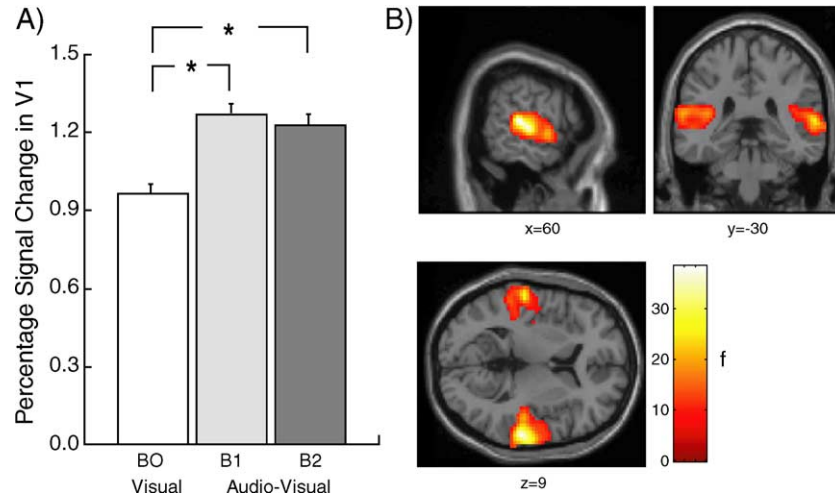 A)
Percentage Signal Change in V1
1.5
1.2
0.9
0.6
0.3
0.0
*
*
BO B1 B2
Visual Audio-Visual
B)
x=60 y=-30
z=9
30
20
10
0
f